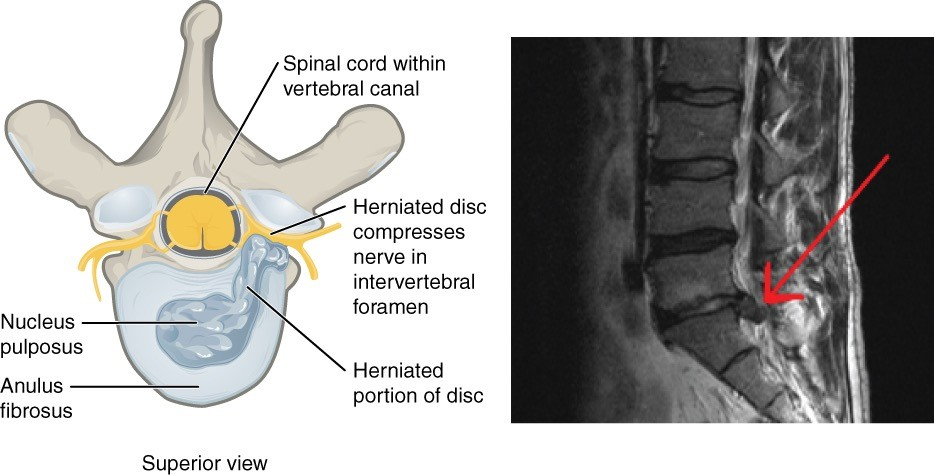 Spinal cord within
vertebral canal
Herniated disc
compresses
nerve in
intervertebral
foramen
Nucleus
pulposus
Herniated
portion of disc
Anulus
fibrosus
Superior view